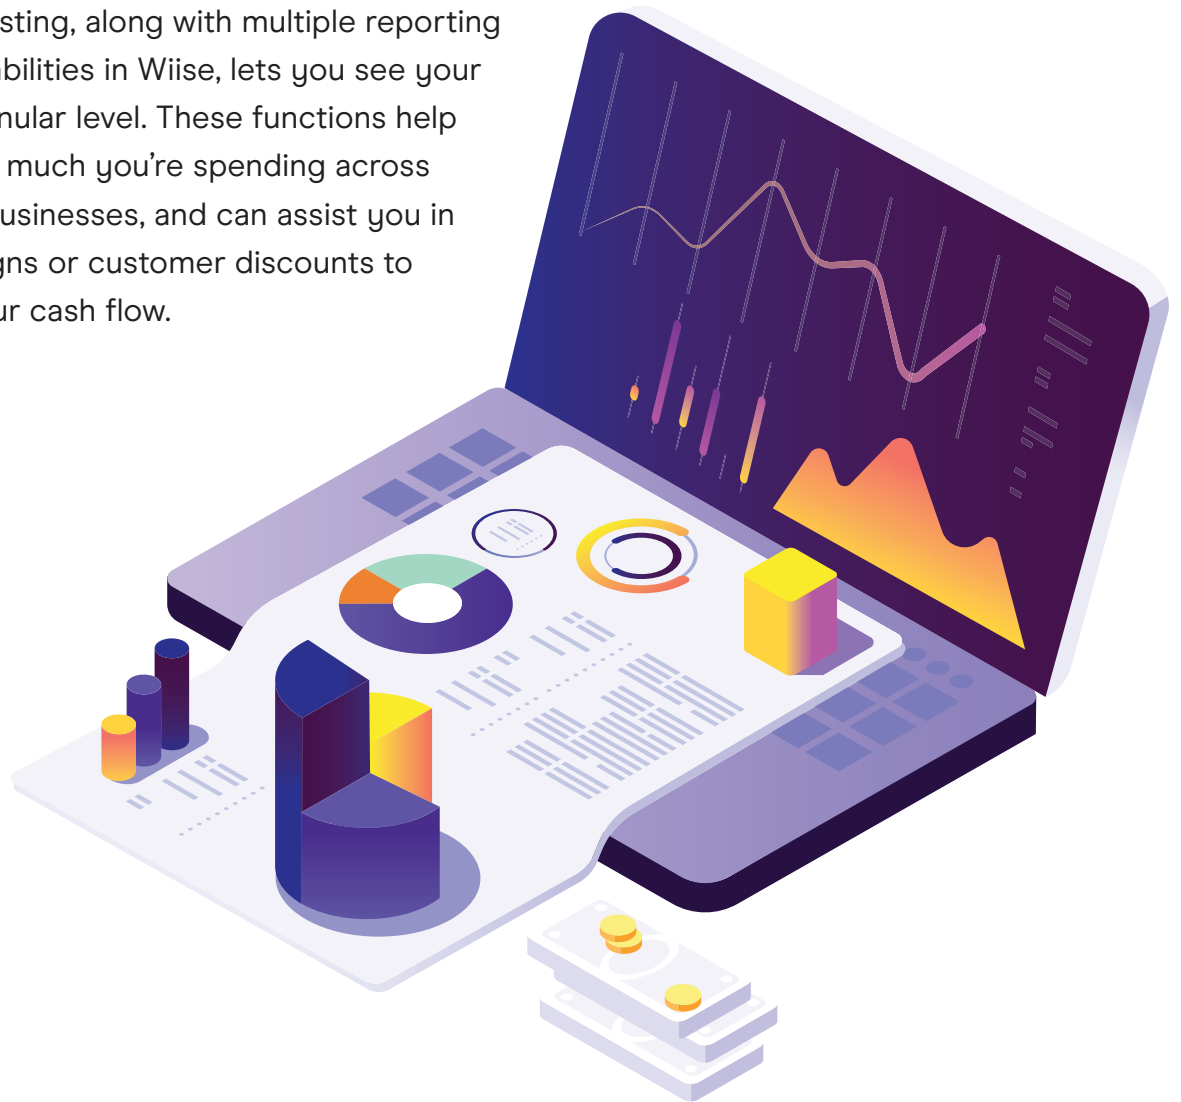 sting, along with multiple reporting
bilities in Wiise, lets you see your
nular level. These functions help
much you’re spending across
usinesses, and can assist you in
gns or customer discounts to
ur cash flow.